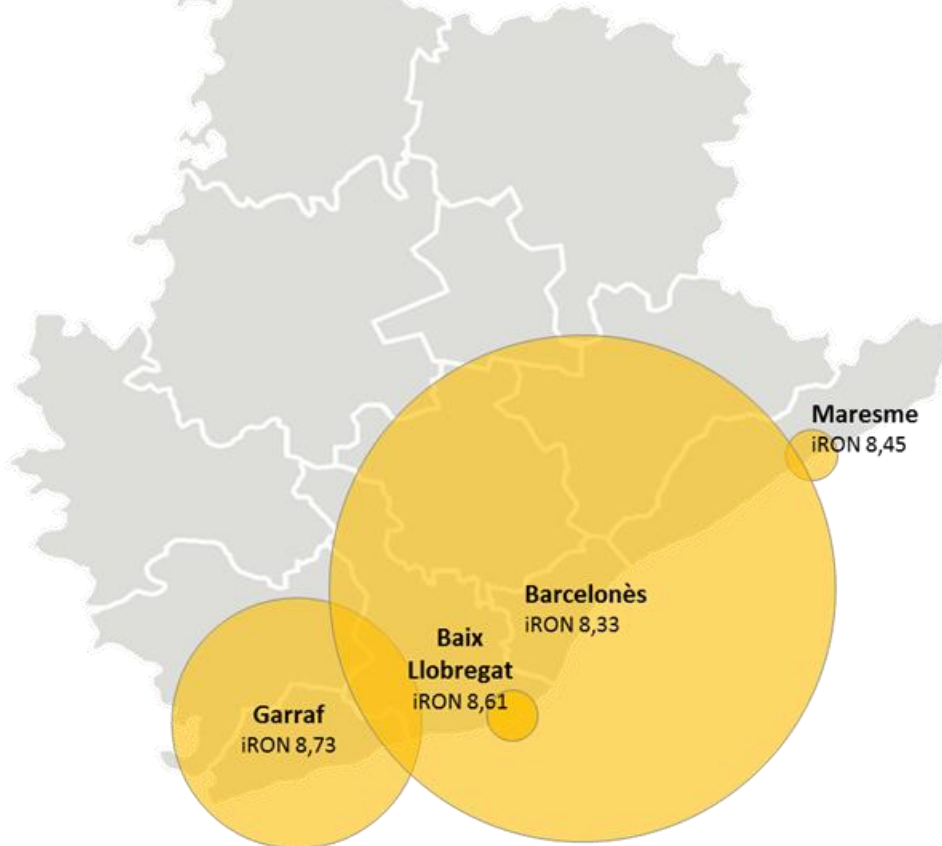 Maresme
iRON 8,45
Barcelonès
iRON 8,33
Baix
Llobregat
iRON 8,61
Garraf
iRON 8,73